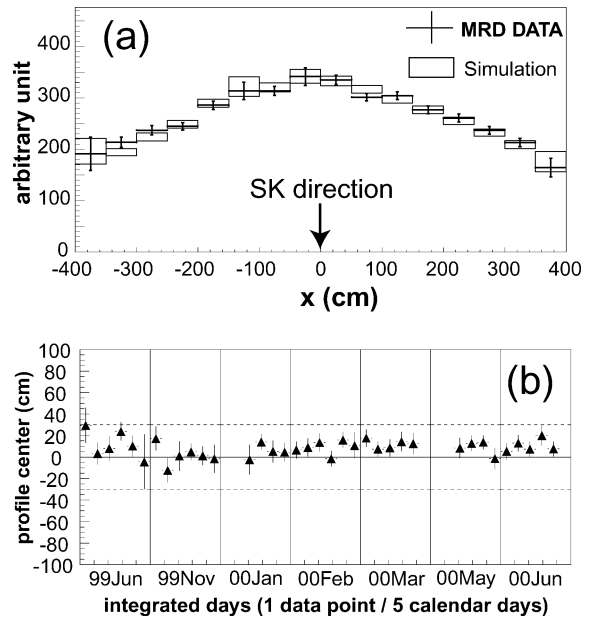 (a)
MRD DATA
Simulation
arbitrary unit
400
300
200
100
0
SK direction
-400 -300 -200 -100 0 100 200 300 400
x (cm)
(b)
profile center (cm)
100
80
60
40
20
0
-20
-40
-60
-80
-100
99Jun 99Nov 00Jan 00Feb 00Mar 00May 00Jun
integrated days (1 data point / 5 calendar days)